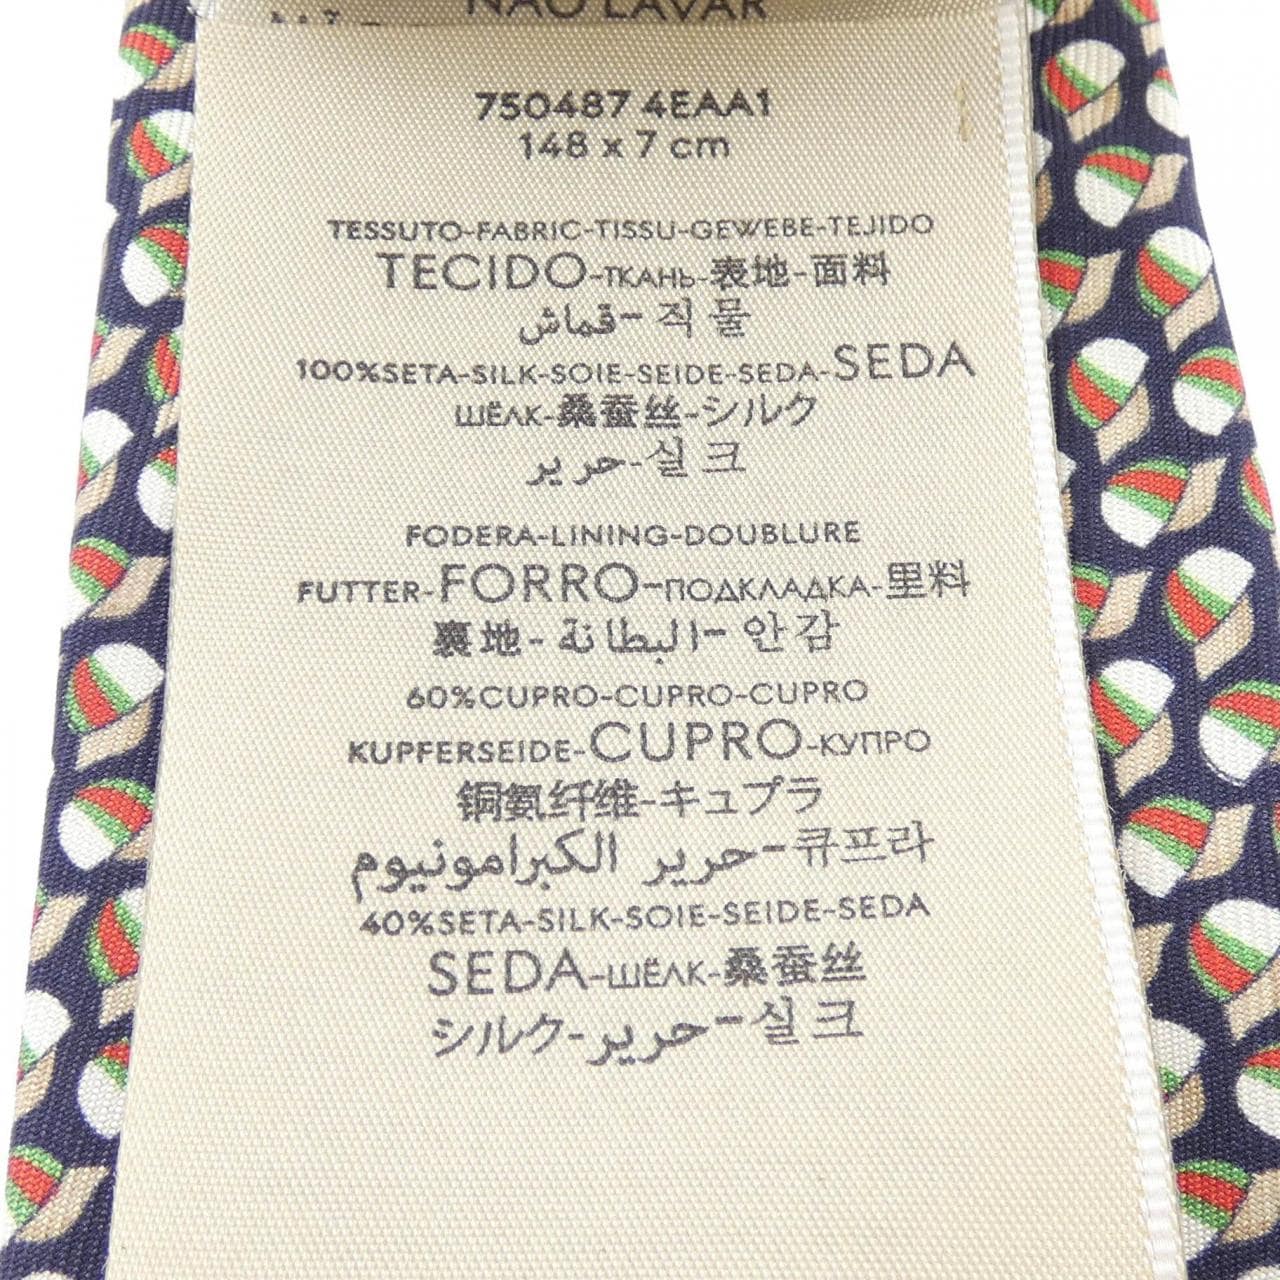 NÃO LAVAR
750487 4EAA1
148 x 7 cm
TESSUTO-FABRIC-TISSU-GEWEBE-TEJIDO
TECIDO-ТКАНЬ-表地-面料
قماش-직물
100%SETA-SILK-SOIE-SEIDE-SEDA-SEDA
ШЁЛК-桑蚕丝-シルク
حرير-실크
FODERA-LINING-DOUBLURE
FUTTER-FORRO-ПОДКЛАДКА-里料
裏地-البطانة-안감
60%CUPRO-CUPRO-CUPRO
KUPFERSEIDE-CUPRO-КУПРО
铜氨纤维-キュプラ
حرير الكبرامونيوم-큐프라
40%SETA-SILK-SOIE-SEIDE-SEDA
SEDA-ШЁЛК-桑蚕丝
シルク-حرير-실크